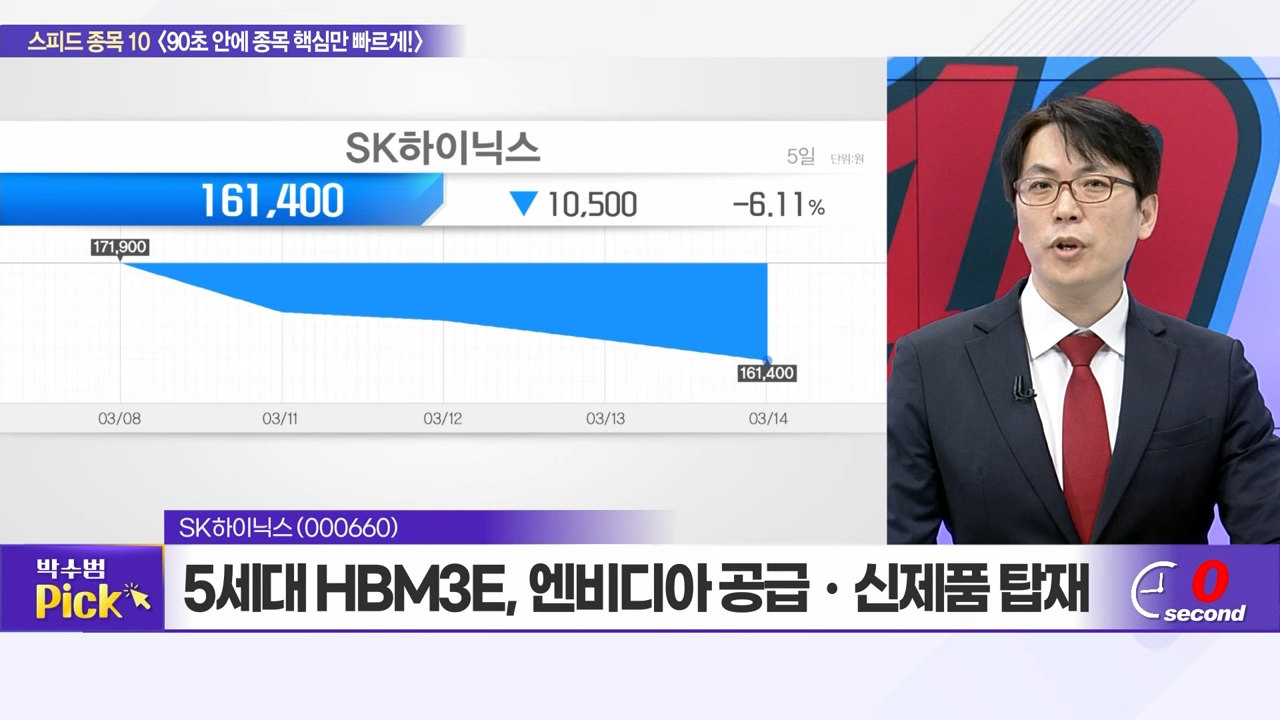 스피드 종목 10 〈90초 안에 종목 핵심만 빠르게!〉
SK하이닉스
5일 단위:원
161,400 ▼ 10,500 -6.11%
171,900
161,400
03/08 03/11 03/12 03/13 03/14
SK하이닉스 (000660)
박수범
Pick
5세대 HBM3E, 엔비디아 공급 · 신제품 탑재
0
second
10